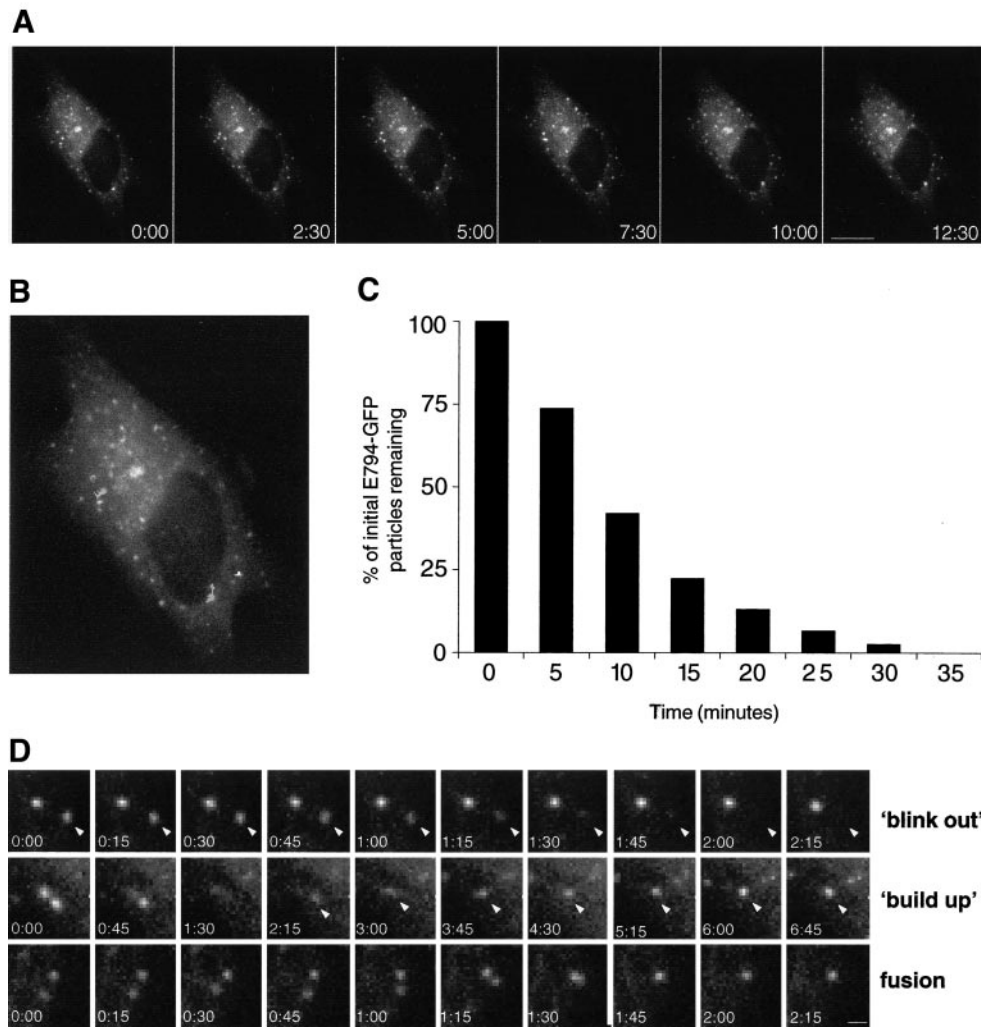 A
0:00 2:30 5:00 7:30 10:00 12:30
B
C
% of initial E794-GFP
particles remaining
100
75
50
25
0
0 5 10 15 20 25 30 35
Time (minutes)
D
0:00 0:15 0:30 0:45 1:00 1:15 1:30 1:45 2:00 2:15
'blink out'
0:00 0:45 1:30 2:15 3:00 3:45 4:30 5:15 6:00 6:45
'build up'
0:00 0:15 0:30 0:45 1:00 1:15 1:30 1:45 2:00 2:15
fusion